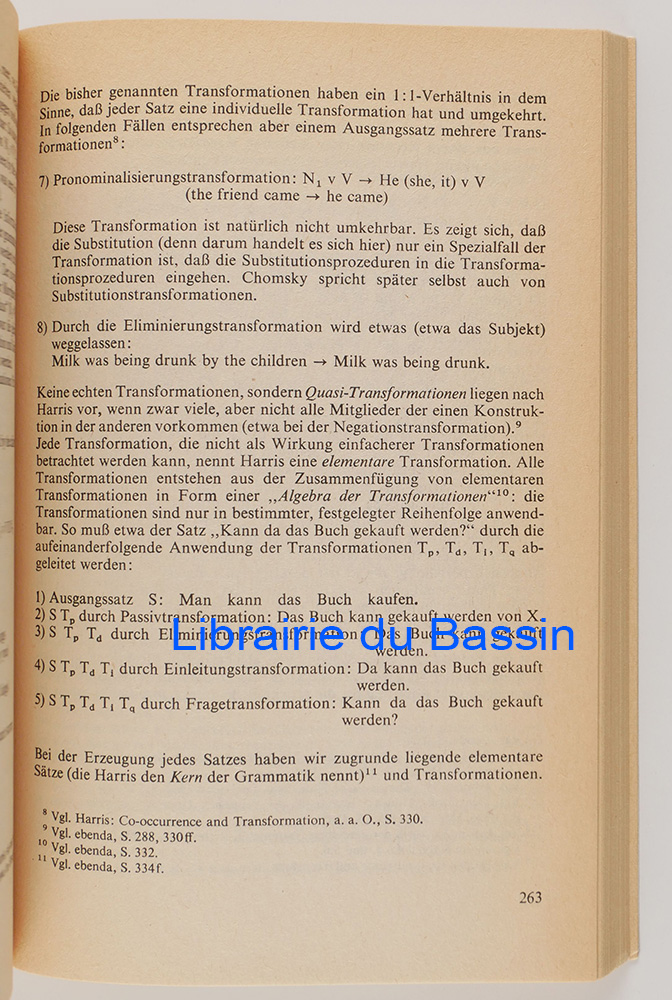 Die bisher genannten Transformationen haben ein 1:1-Verhältnis in dem
Sinne, daß jeder Satz eine individuelle Transformation hat und umgekehrt.
In folgenden Fällen entsprechen aber einem Ausgangssatz mehrere Trans-
formationen⁸:
7) Pronominalisierungstransformation: N₁ v V → He (she, it) v V
(the friend came → he came)
Diese Transformation ist natürlich nicht umkehrbar. Es zeigt sich, daß
die Substitution (denn darum handelt es sich hier) nur ein Spezialfall der
Transformation ist, daß die Substitutionsprozeduren in die Transforma-
tionsprozeduren eingehen. Chomsky spricht später selbst auch von
Substitutionstransformationen.
8) Durch die Eliminierungstransformation wird etwas (etwa das Subjekt)
weggelassen:
Milk was being drunk by the children → Milk was being drunk.
Keine echten Transformationen, sondern Quasi-Transformationen liegen nach
Harris vor, wenn zwar viele, aber nicht alle Mitglieder der einen Konstruk-
tion in der anderen vorkommen (etwa bei der Negationstransformation).⁹
Jede Transformation, die nicht als Wirkung einfacherer Transformationen
betrachtet werden kann, nennt Harris eine elementare Transformation. Alle
Transformationen entstehen aus der Zusammenfügung von elementaren
Transformationen in Form einer „Algebra der Transformationen“¹⁰: die
Transformationen sind nur in bestimmter, festgelegter Reihenfolge anwend-
bar. So muß etwa der Satz „Kann da das Buch gekauft werden?“ durch die
aufeinanderfolgende Anwendung der Transformationen Tₚ, T_d, Tᵢ, T_q ab-
geleitet werden:
1) Ausgangssatz S: Man kann das Buch kaufen.
2) S Tₚ durch Passivtransformation: Das Buch kann gekauft werden von X.
3) S Tₚ T_d durch Eliminierungstransformation: Das Buch kann gekauft
werden.
Librairie du Bassin
4) S Tₚ T_d Tᵢ durch Einleitungstransformation: Da kann das Buch gekauft
werden.
5) S Tₚ T_d Tᵢ T_q durch Fragetransformation: Kann da das Buch gekauft
werden?
Bei der Erzeugung jedes Satzes haben wir zugrunde liegende elementare
Sätze (die Harris den Kern der Grammatik nennt)¹¹ und Transformationen.
⁸ Vgl. Harris: Co-occurrence and Transformation, a. a. O., S. 330.
⁹ Vgl. ebenda, S. 288, 330ff.
¹⁰ Vgl. ebenda, S. 332.
¹¹ Vgl. ebenda, S. 334f.
263